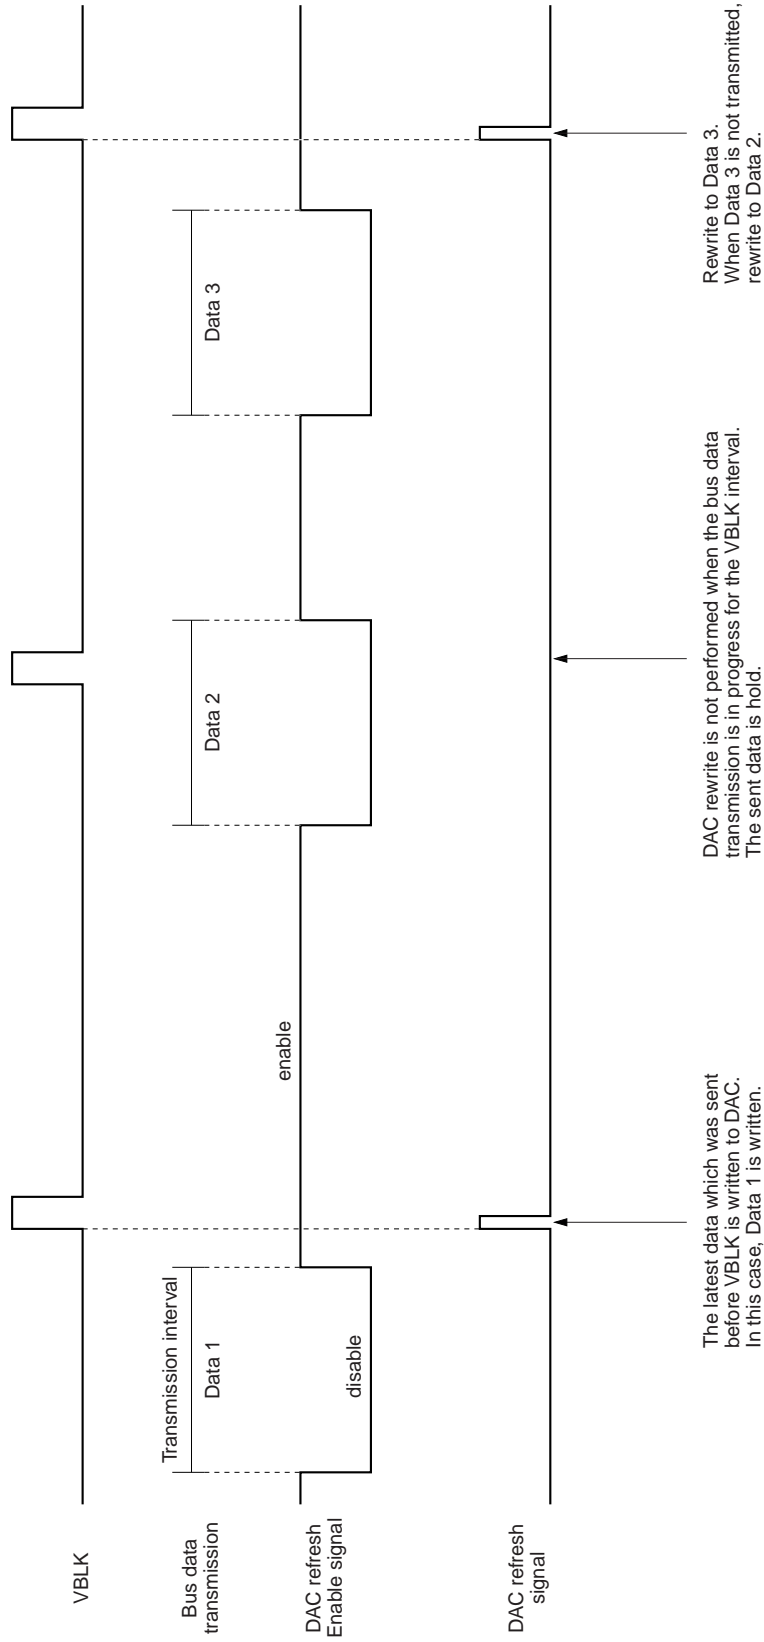 VBLK
Bus data
transmission
Transmission interval
Data 1
Data 2
Data 3
DAC refresh
Enable signal
disable
enable
DAC refresh
signal
The latest data which was sent
before VBLK is written to DAC.
In this case, Data 1 is written.
DAC rewrite is not performed when the bus data
transmission is in progress for the VBLK interval.
The sent data is hold.
Rewrite to Data 3.
When Data 3 is not transmitted,
rewrite to Data 2.